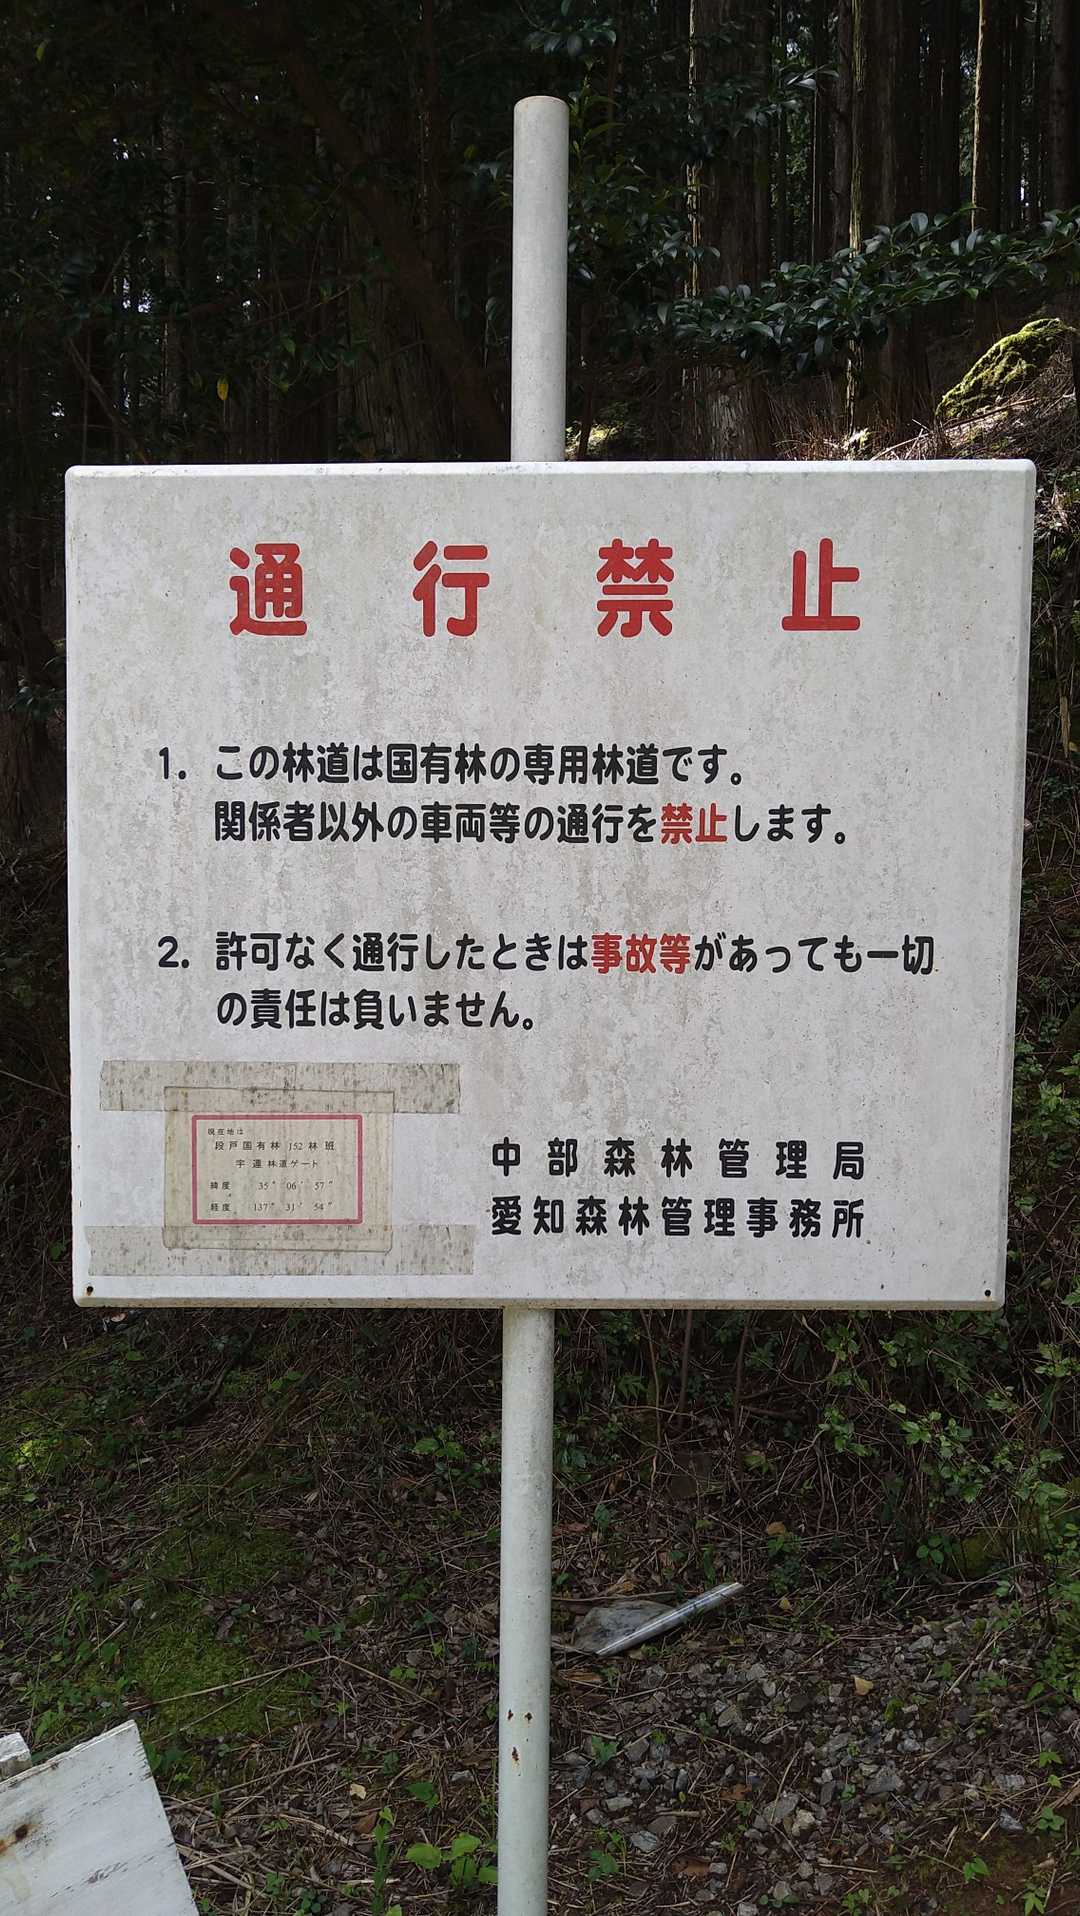 通行禁止
1. この林道は国有林の専用林道です。
関係者以外の車両等の通行を禁止します。
2. 許可なく通行したときは事故等があっても一切
の責任は負いません。
現在地は
段戸国有林 152 林班
宇連林道ゲート
緯度 35° 06′ 57″
経度 137° 31′ 54″
中部森林管理局
愛知森林管理事務所